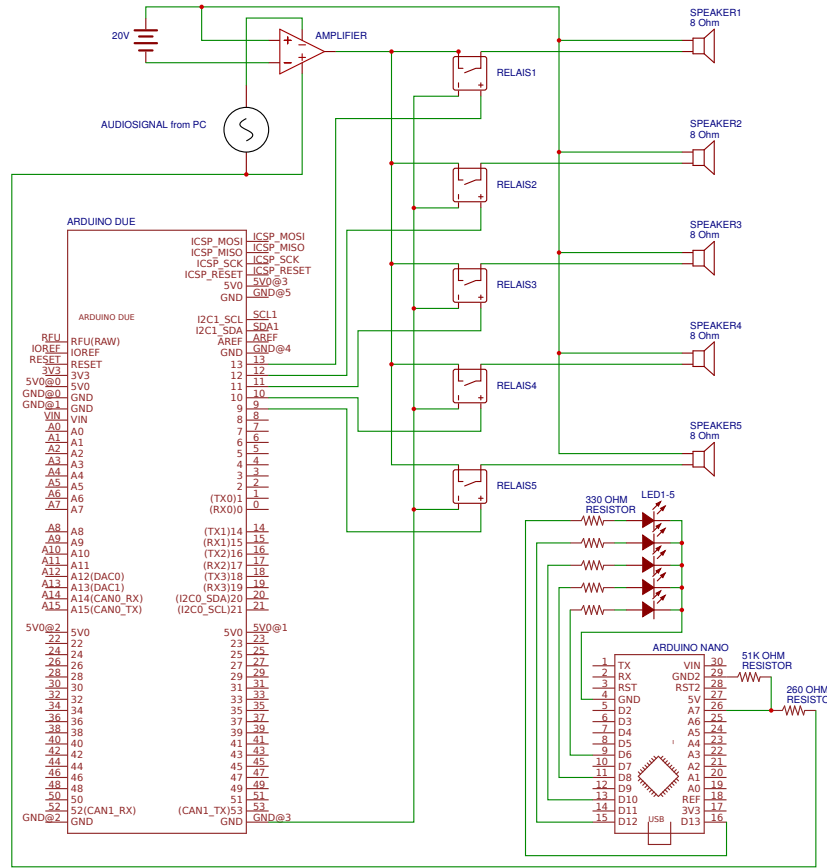 SPEAKER1
8 Ohm
20V
AMPLIFIER
RELAIS1
AUDIOSIGNAL from PC
SPEAKER2
8 Ohm
RELAIS2
ARDUINO DUE
ICSP_MOSI ICSP_MOSI
ICSP_MISO ICSP_MISO
ICSP_SCK ICSP_SCK
ICSP_RESET ICSP_RESET
5V0 5V0@3
GND GND@5
SPEAKER3
8 Ohm
RELAIS3
ARDUINO DUE
I2C1_SCL SCL1
I2C1_SDA SDA1
RFU RFU(RAW) AREF AREF
IOREF IOREF GND GND@4
RESET RESET 13 13
3V3 3V3 12 12
5V0@0 5V0 11 11
GND@0 GND 10 10
GND@1 GND 9 9
VIN VIN 8 8
A0 A0 7 7
A1 A1 6 6
A2 A2 5 5
A3 A3 4 4
A4 A4 3 3
A5 A5 2 2
A6 A6 (TX0)1 1
A7 A7 (RX0)0 0
SPEAKER4
8 Ohm
RELAIS4
SPEAKER5
8 Ohm
RELAIS5
A8 A8 (TX1)14 14
A9 A9 (RX1)15 15
A10 A10 (TX2)16 16
A11 A11 (RX2)17 17
A12 A12(DAC0) (TX3)18 18
A13 A13(DAC1) (RX3)19 19
A14 A14(CAN0_RX) (I2C0_SDA)20 20
A15 A15(CAN0_TX) (I2C0_SCL)21 21
5V0@2 5V0 5V0 5V0@1
22 22 23 23
24 24 25 25
26 26 27 27
28 28 29 29
30 30 31 31
32 32 33 33
34 34 35 35
36 36 37 37
38 38 39 39
40 40 41 41
42 42 43 43
44 44 45 45
46 46 47 47
48 48 49 49
50 50 51 51
52 52(CAN1_RX) (CAN1_TX)53 53
GND@2 GND GND GND@3
330 OHM
RESISTOR
LED1-5
ARDUINO NANO
51K OHM
RESISTOR
260 OHM
RESISTO
1 TX VIN 30
2 RX GND2 29
3 RST RST2 28
4 GND 5V 27
5 D2 A7 26
6 D3 A6 25
7 D4 A5 24
8 D5 A4 23
9 D6 A3 22
10 D7 A2 21
11 D8 A1 20
12 D9 A0 19
13 D10 REF 18
14 D11 3V3 17
15 D12 D13 16
USB